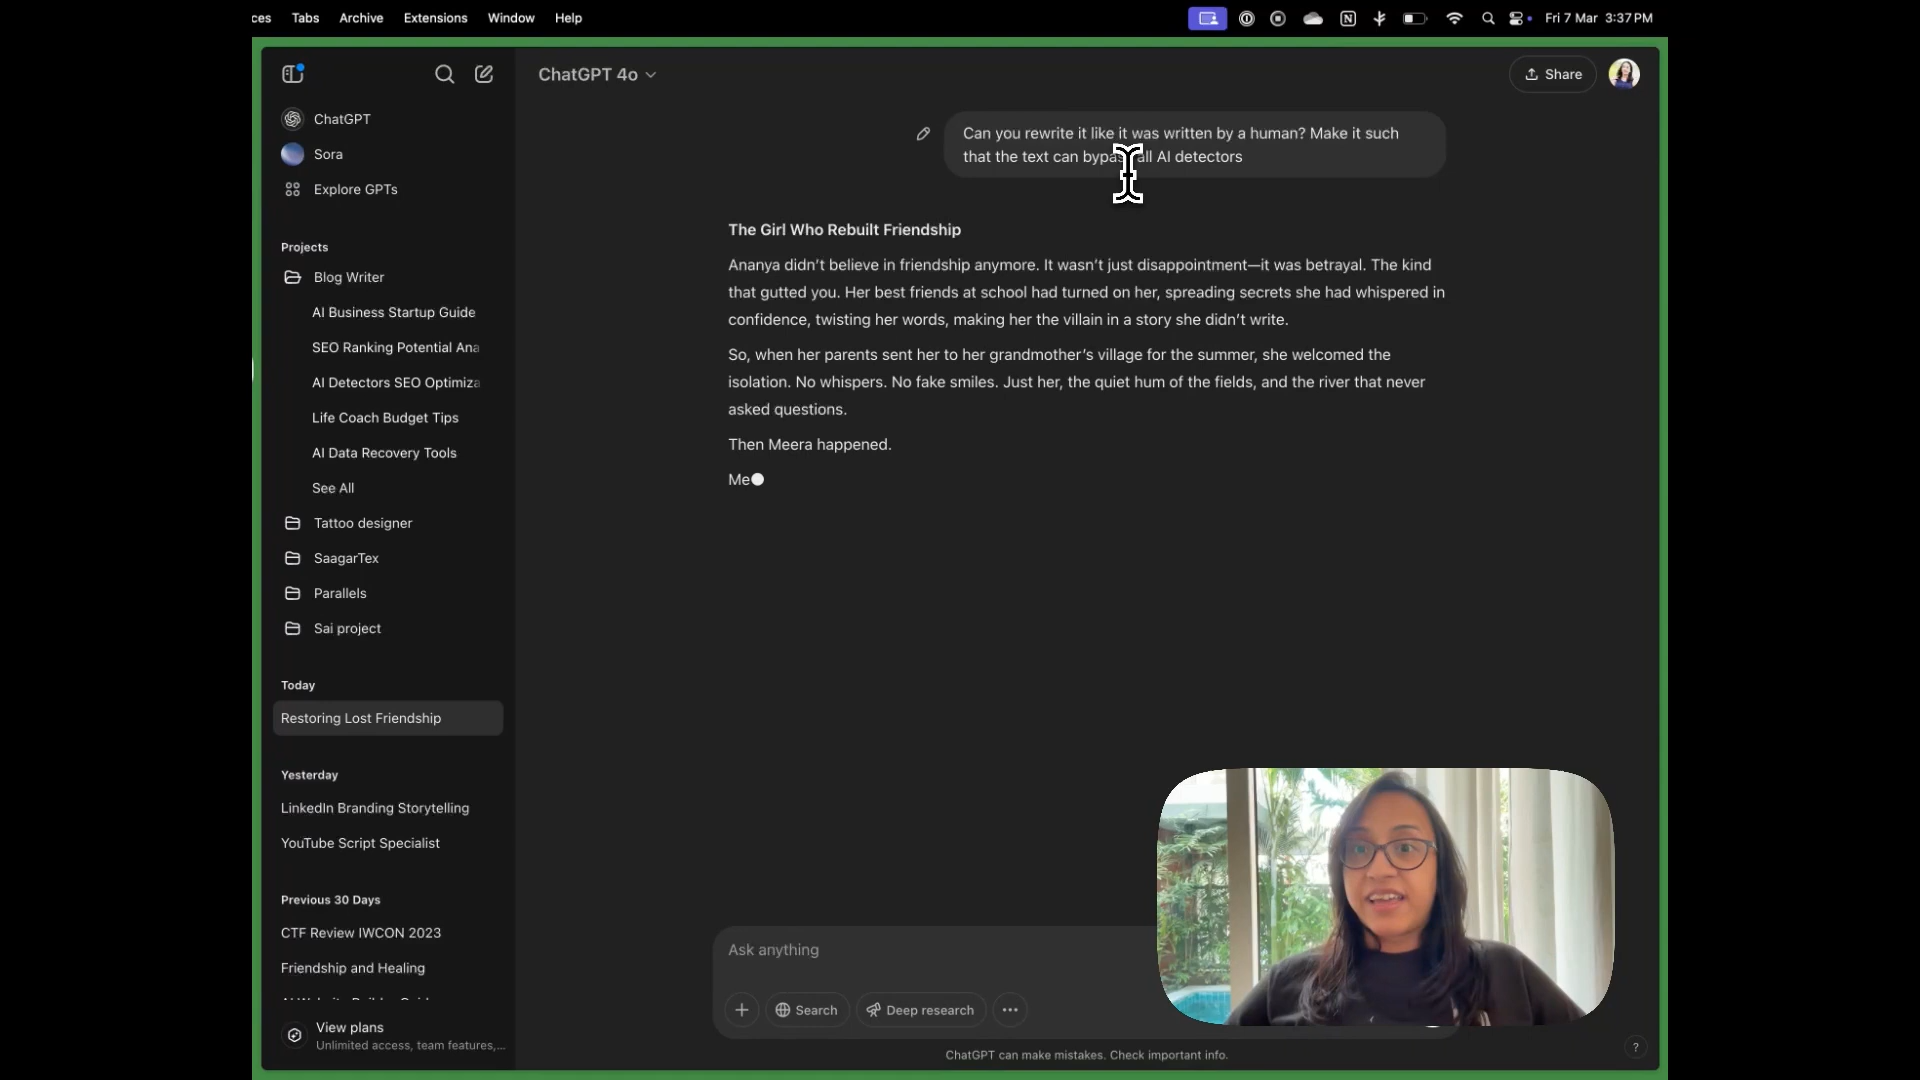 ces Tabs Archive Extensions Window Help
Fri 7 Mar 3:37 PM
ChatGPT 4o
Share
ChatGPT
Sora
Explore GPTs
Projects
Blog Writer
AI Business Startup Guide
SEO Ranking Potential Ana
AI Detectors SEO Optimiza
Life Coach Budget Tips
AI Data Recovery Tools
See All
Tattoo designer
SaagarTex
Parallels
Sai project
Today
Restoring Lost Friendship
Yesterday
LinkedIn Branding Storytelling
YouTube Script Specialist
Previous 30 Days
CTF Review IWCON 2023
Friendship and Healing
View plans
Unlimited access, team features,...
Can you rewrite it like it was written by a human? Make it such
that the text can bypass all AI detectors
The Girl Who Rebuilt Friendship
Ananya didn’t believe in friendship anymore. It wasn’t just disappointment—it was betrayal. The kind
that gutted you. Her best friends at school had turned on her, spreading secrets she had whispered in
confidence, twisting her words, making her the villain in a story she didn’t write.
So, when her parents sent her to her grandmother’s village for the summer, she welcomed the
isolation. No whispers. No fake smiles. Just her, the quiet hum of the fields, and the river that never
asked questions.
Then Meera happened.
Me
Ask anything
Search
Deep research
ChatGPT can make mistakes. Check important info.
?